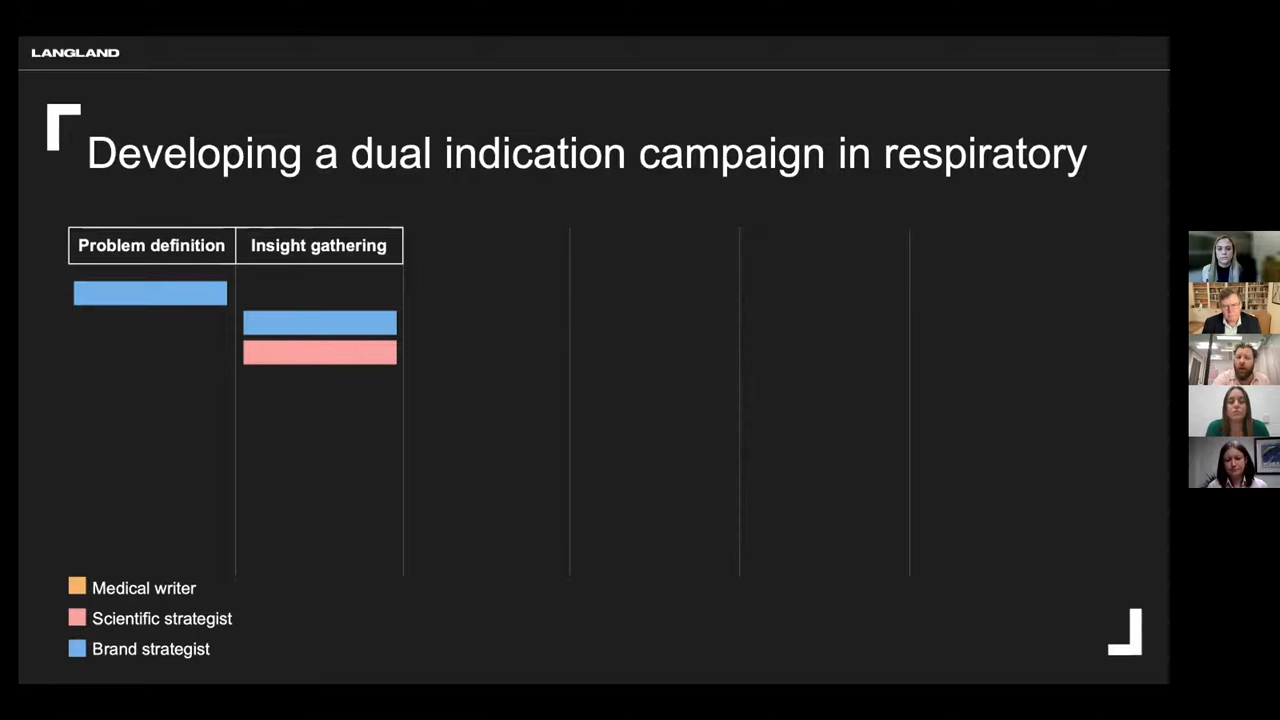 LANGLAND
Developing a dual indication campaign in respiratory
Problem definition
Insight gathering
Medical writer
Scientific strategist
Brand strategist